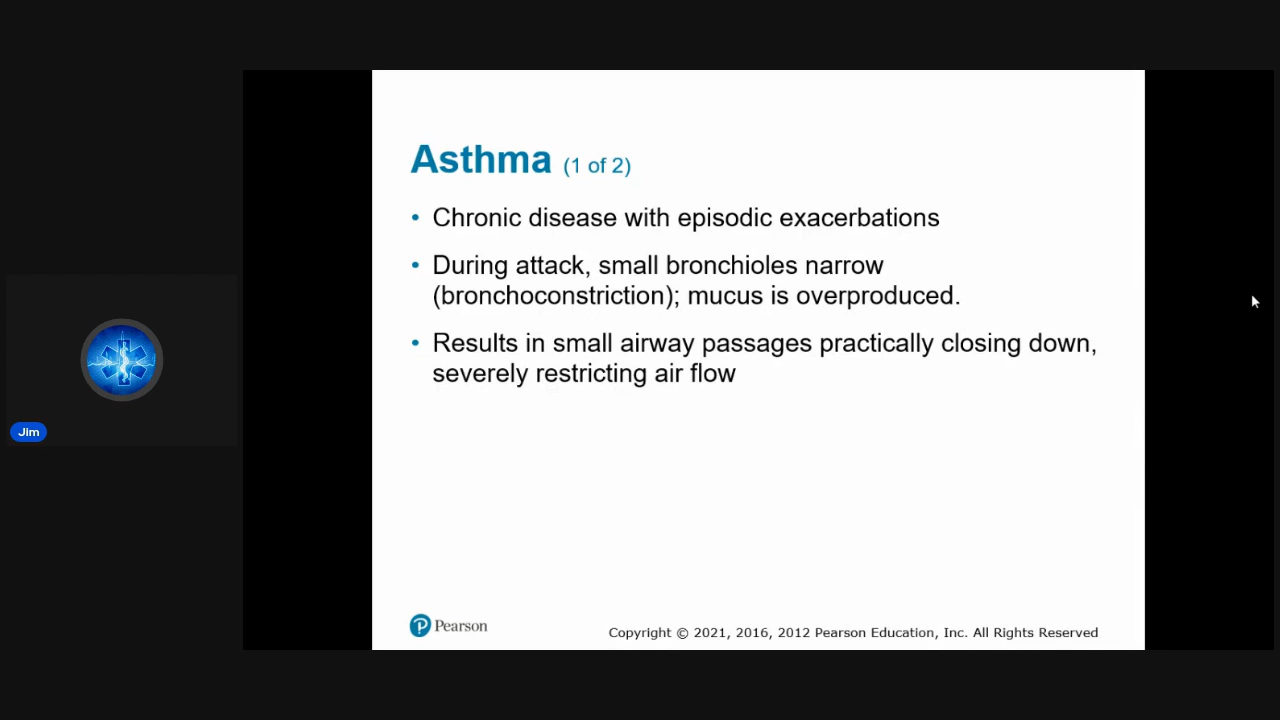 Asthma (1 of 2)
• Chronic disease with episodic exacerbations
• During attack, small bronchioles narrow
(bronchoconstriction); mucus is overproduced.
• Results in small airway passages practically closing down,
severely restricting air flow
Jim
Pearson
Copyright © 2021, 2016, 2012 Pearson Education, Inc. All Rights Reserved